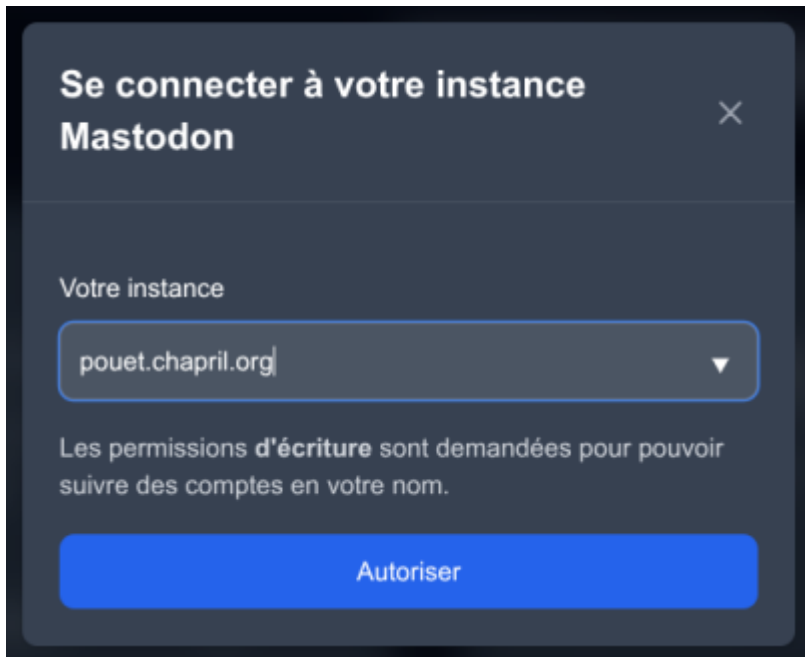 Se connecter à votre instance
Mastodon
Votre instance
pouet.chapril.org
Les permissions d'écriture sont demandées pour pouvoir
suivre des comptes en votre nom.
Autoriser